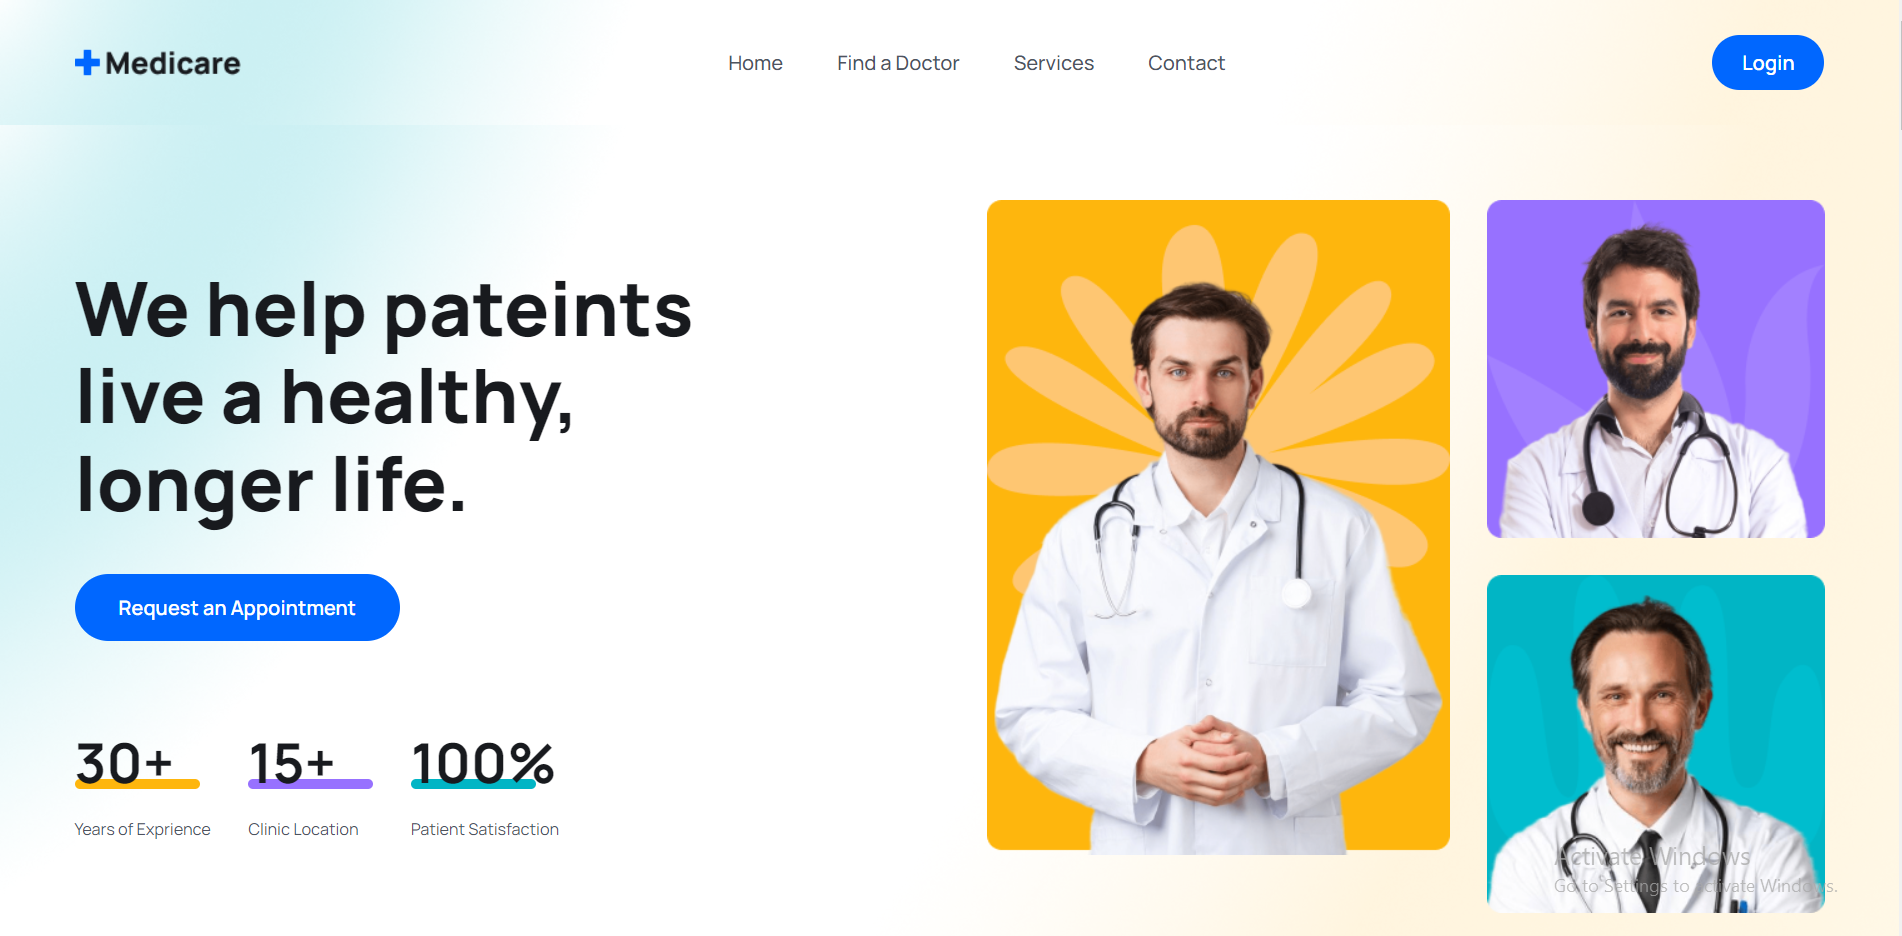 Medicare
Home
Find a Doctor
Services
Contact
Login
We help pateints
live a healthy,
longer life.
Request an Appointment
30+
15+
100%
Years of Exprience
Clinic Location
Patient Satisfaction
Activate Windows
Go to Settings to activate Windows.